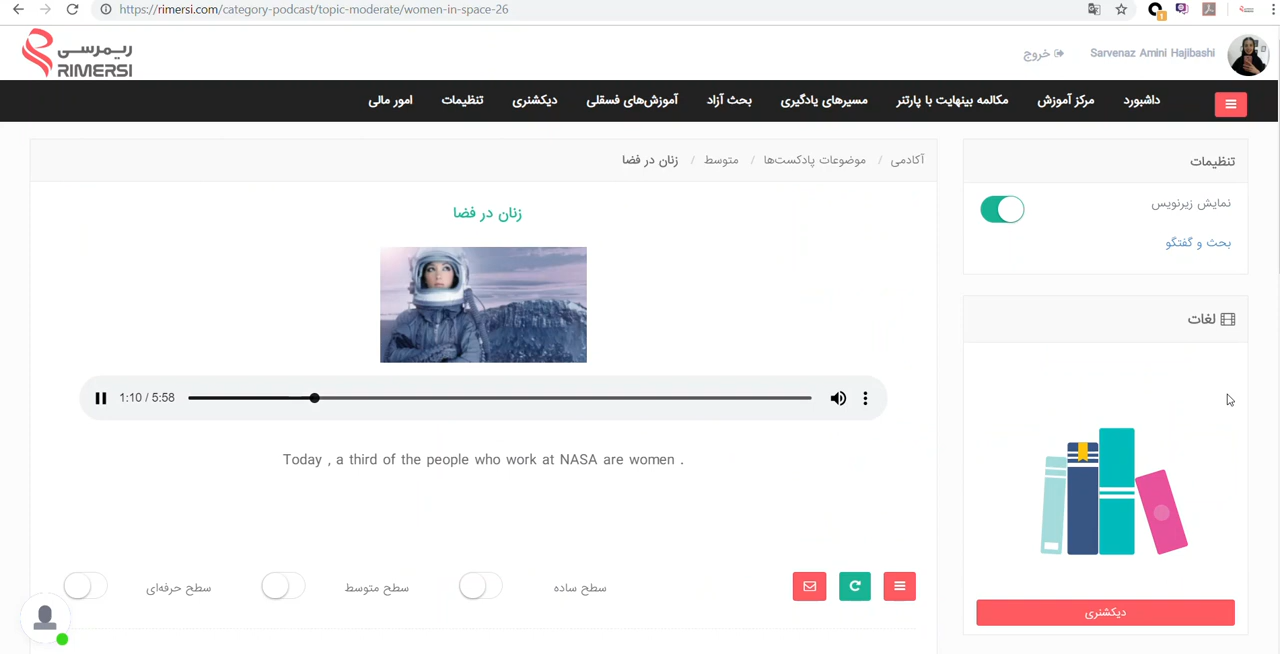 https://rimersi.com/category-podcast/topic-moderate/women-in-space-26
ریمرسی
RIMERSI
خروج
Sarvenaz Amini Hajibashi
داشبورد مرکز آموزش مکالمه بینهایت با پارتنر مسیرهای یادگیری بحث آزاد آموزش‌های فسقلی دیکشنری تنظیمات امور مالی
آکادمی / موضوعات پادکست‌ها / متوسط / زنان در فضا
زنان در فضا
1:10 / 5:58
Today , a third of the people who work at NASA are women .
سطح ساده
سطح متوسط
سطح حرفه‌ای
تنظیمات
نمایش زیرنویس
بحث و گفتگو
لغات
دیکشنری